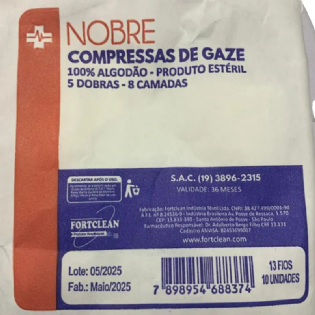 NOBRE
COMPRESSAS DE GAZE
100% ALGODÃO - PRODUTO ESTÉRIL
5 DOBRAS - 8 CAMADAS
DESCARTAR APÓS O USO.
S.A.C. (19) 3896-2315
VALIDADE: 36 MESES
FORTCLEAN
www.fortclean.com
Lote: 05/2025
Fab.: Maio/2025
13 FIOS
10 UNIDADES
7 898954 688374